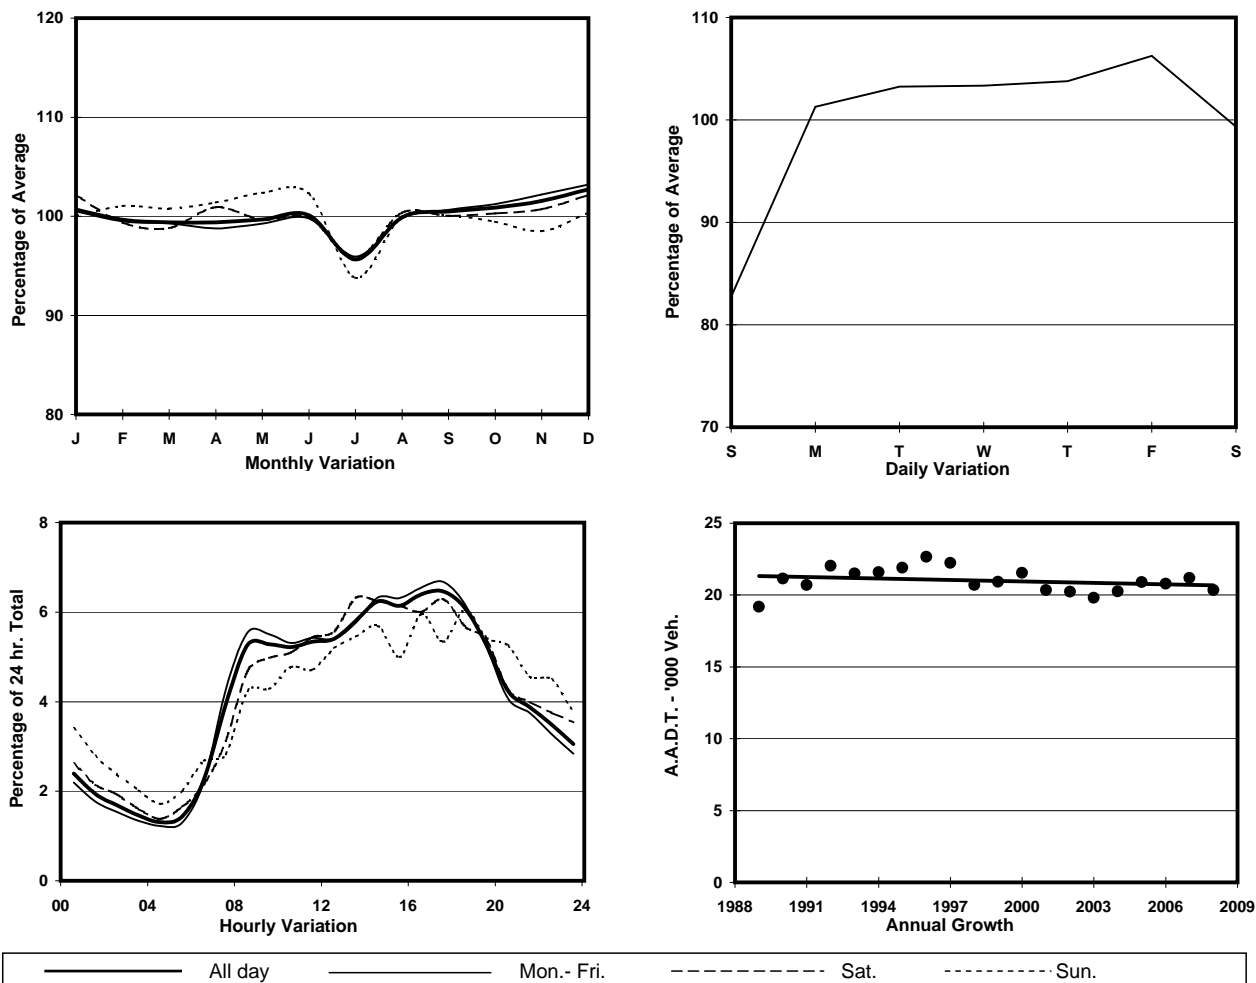 120
110
100
90
80
Percentage of Average
J F M A M J J A S O N D
Monthly Variation
110
100
90
80
70
Percentage of Average
S M T W T F S
Daily Variation
8
6
4
2
0
Percentage of 24 hr. Total
00 04 08 12 16 20 24
Hourly Variation
25
20
15
10
5
0
A.A.D.T. - '000 Veh.
1988 1991 1994 1997 2000 2003 2006 2009
Annual Growth
All day Mon.- Fri. Sat. Sun.